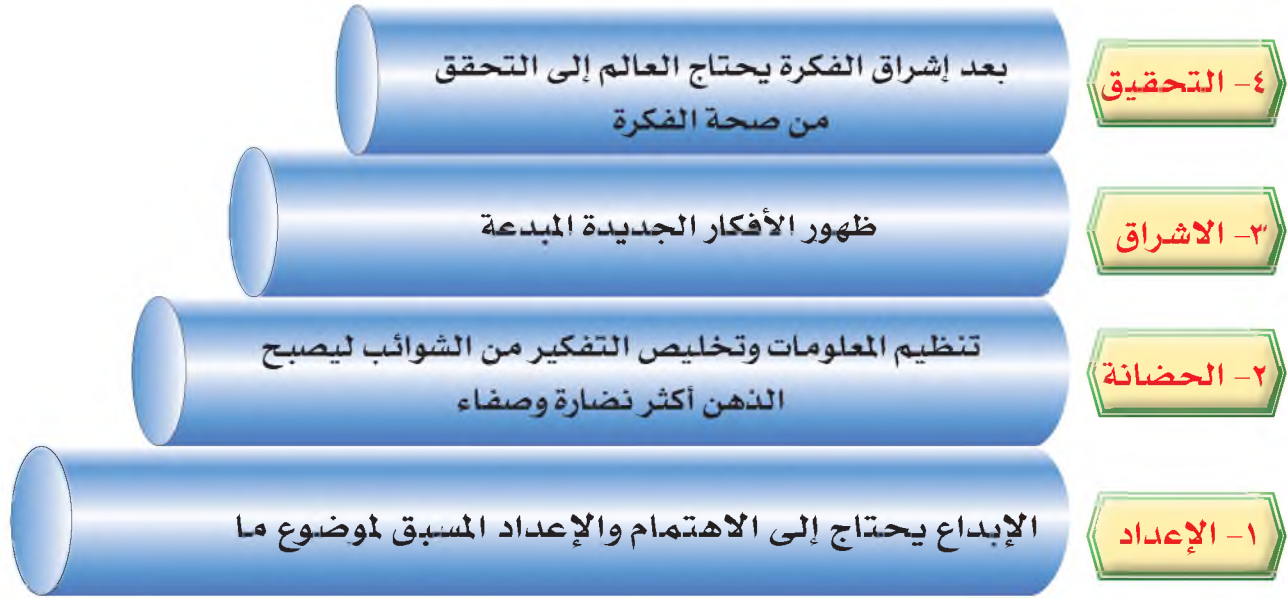 ٤- التحقيق
بعد إشراق الفكرة يحتاج العالم إلى التحقق
من صحة الفكرة
٣- الاشراق
ظهور الأفكار الجديدة المبدعة
٢- الحضانة
تنظيم المعلومات وتخليص التفكير من الشوائب ليصبح
الذهن أكثر نضارة وصفاء
١- الإعداد
الإبداع يحتاج إلى الاهتمام والإعداد المسبق لموضوع ما